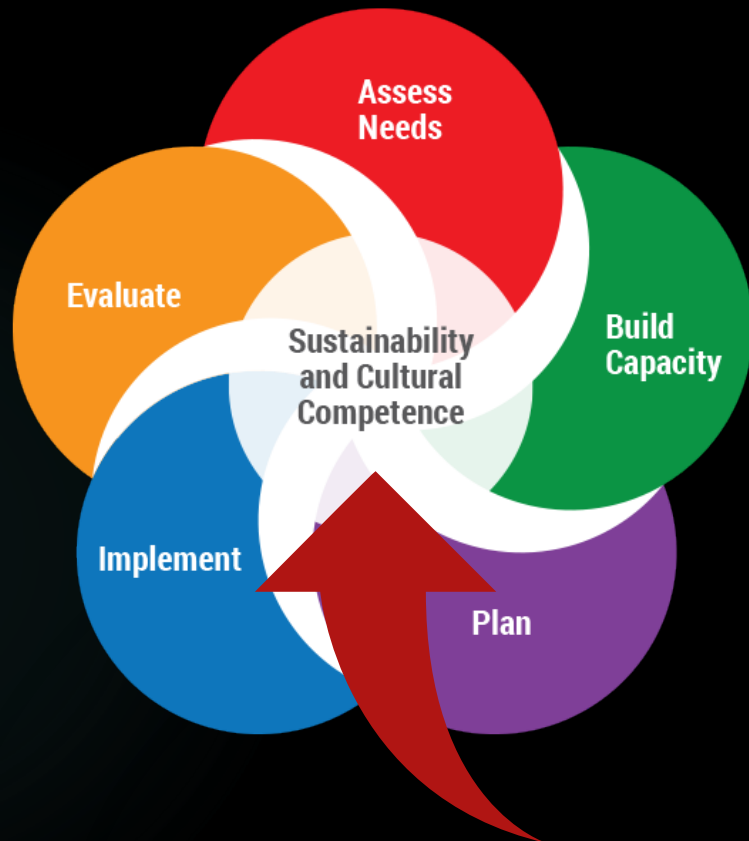 Assess
Needs
Build
Capacity
Plan
Implement
Evaluate
Sustainability
and Cultural
Competence